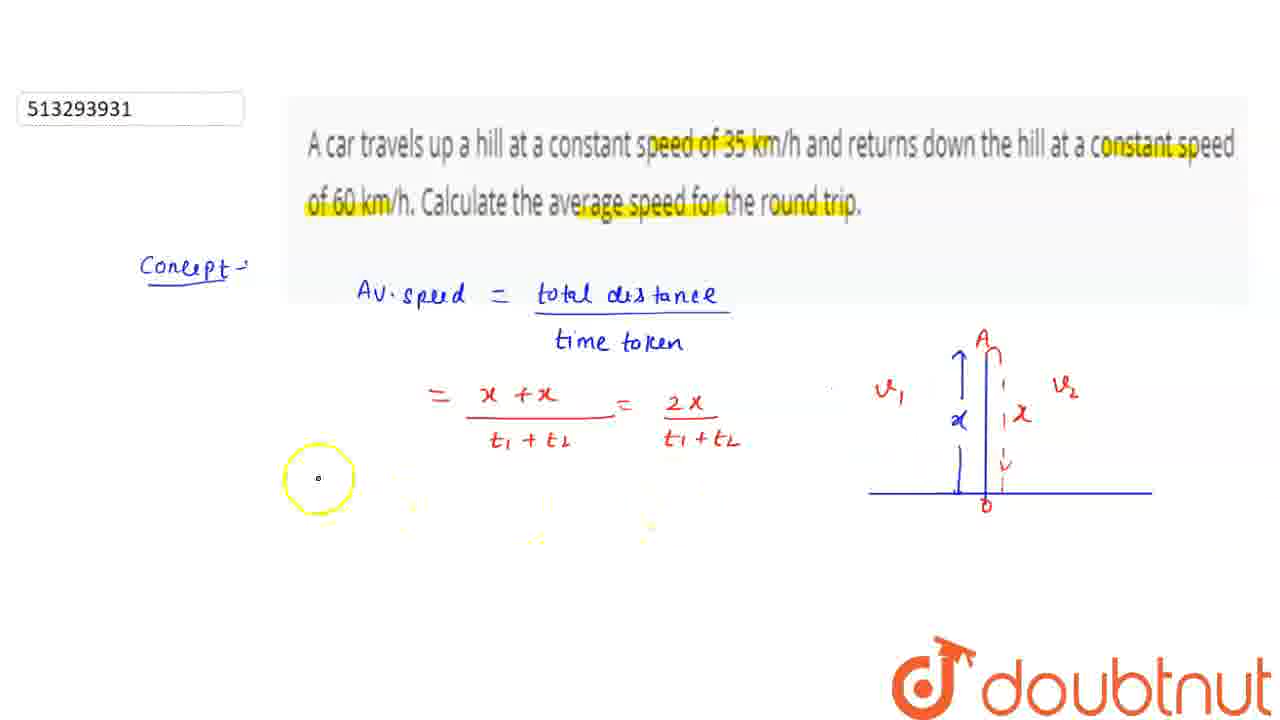 513293931
A car travels up a hill at a constant speed of 35 km/h and returns down the hill at a constant speed
of 60 km/h. Calculate the average speed for the round trip.
Concept -:
Av. speed = total distance / time token
= x + x / t₁ + t₂ = 2x / t₁ + t₂
A
v₁ x x v₂
O
doubtnut